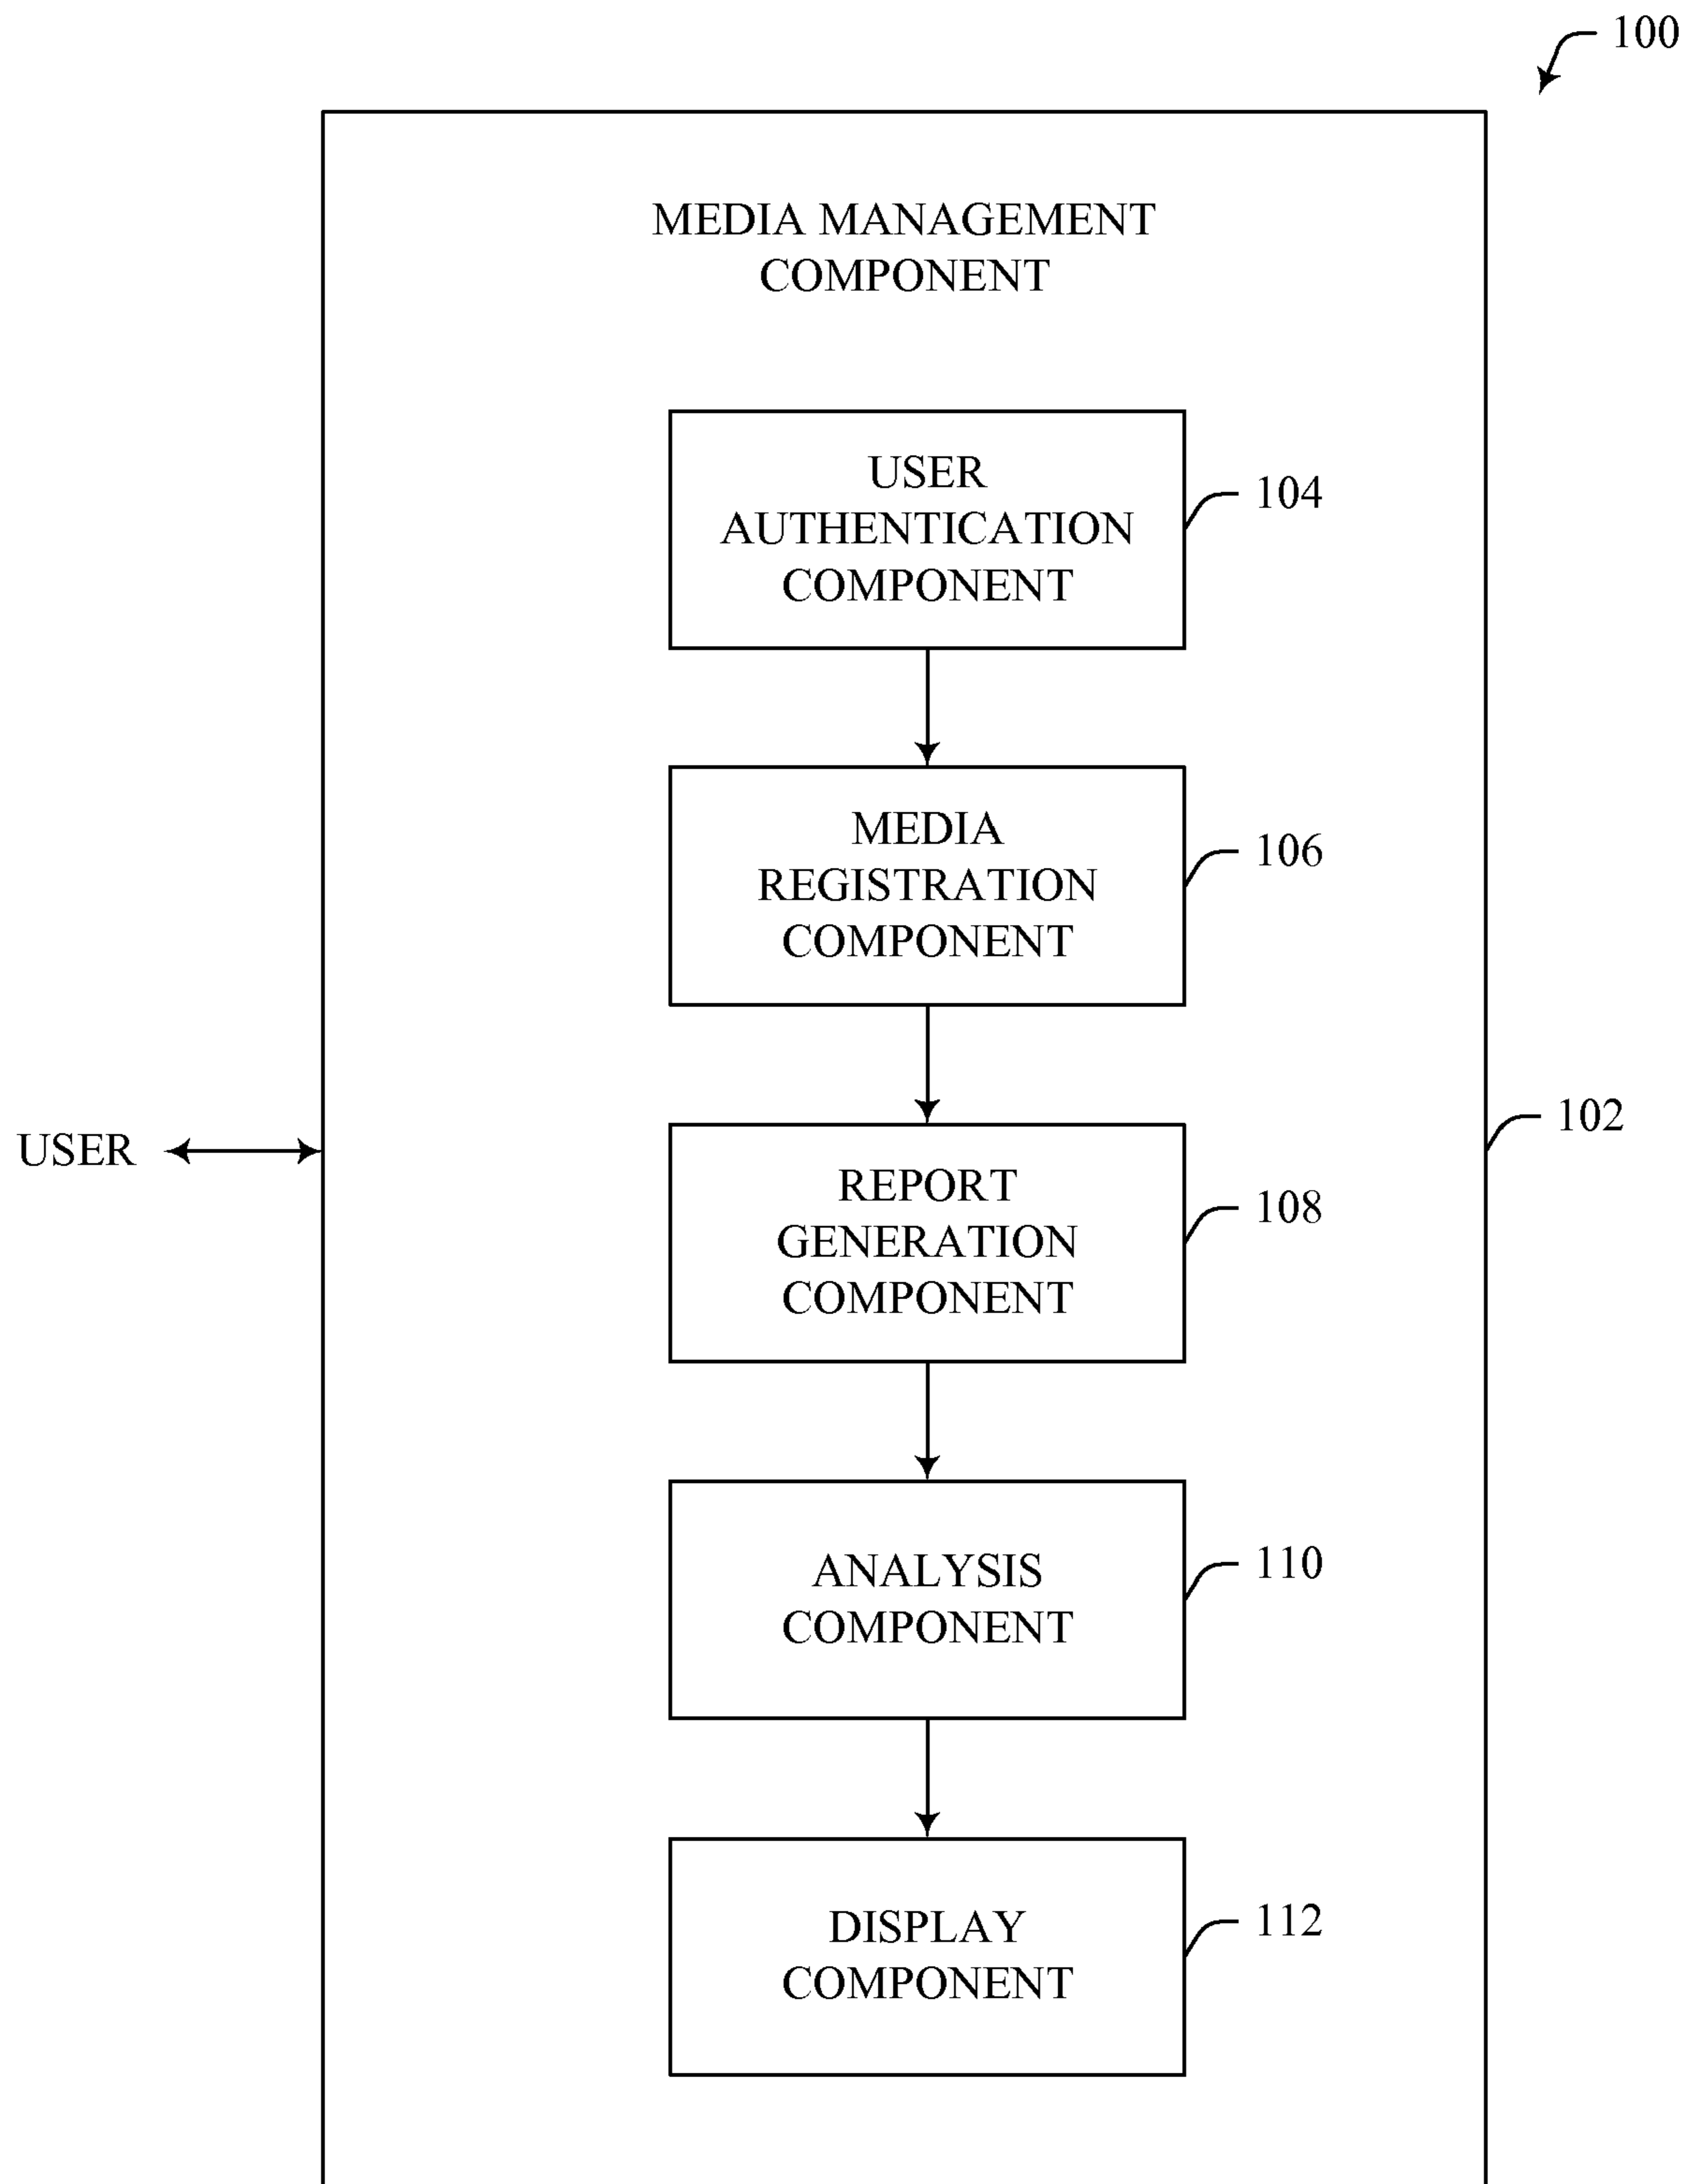 100
MEDIA MANAGEMENT
COMPONENT
USER
AUTHENTICATION
COMPONENT
104
MEDIA
REGISTRATION
COMPONENT
106
USER
102
REPORT
GENERATION
COMPONENT
108
ANALYSIS
COMPONENT
110
DISPLAY
COMPONENT
112